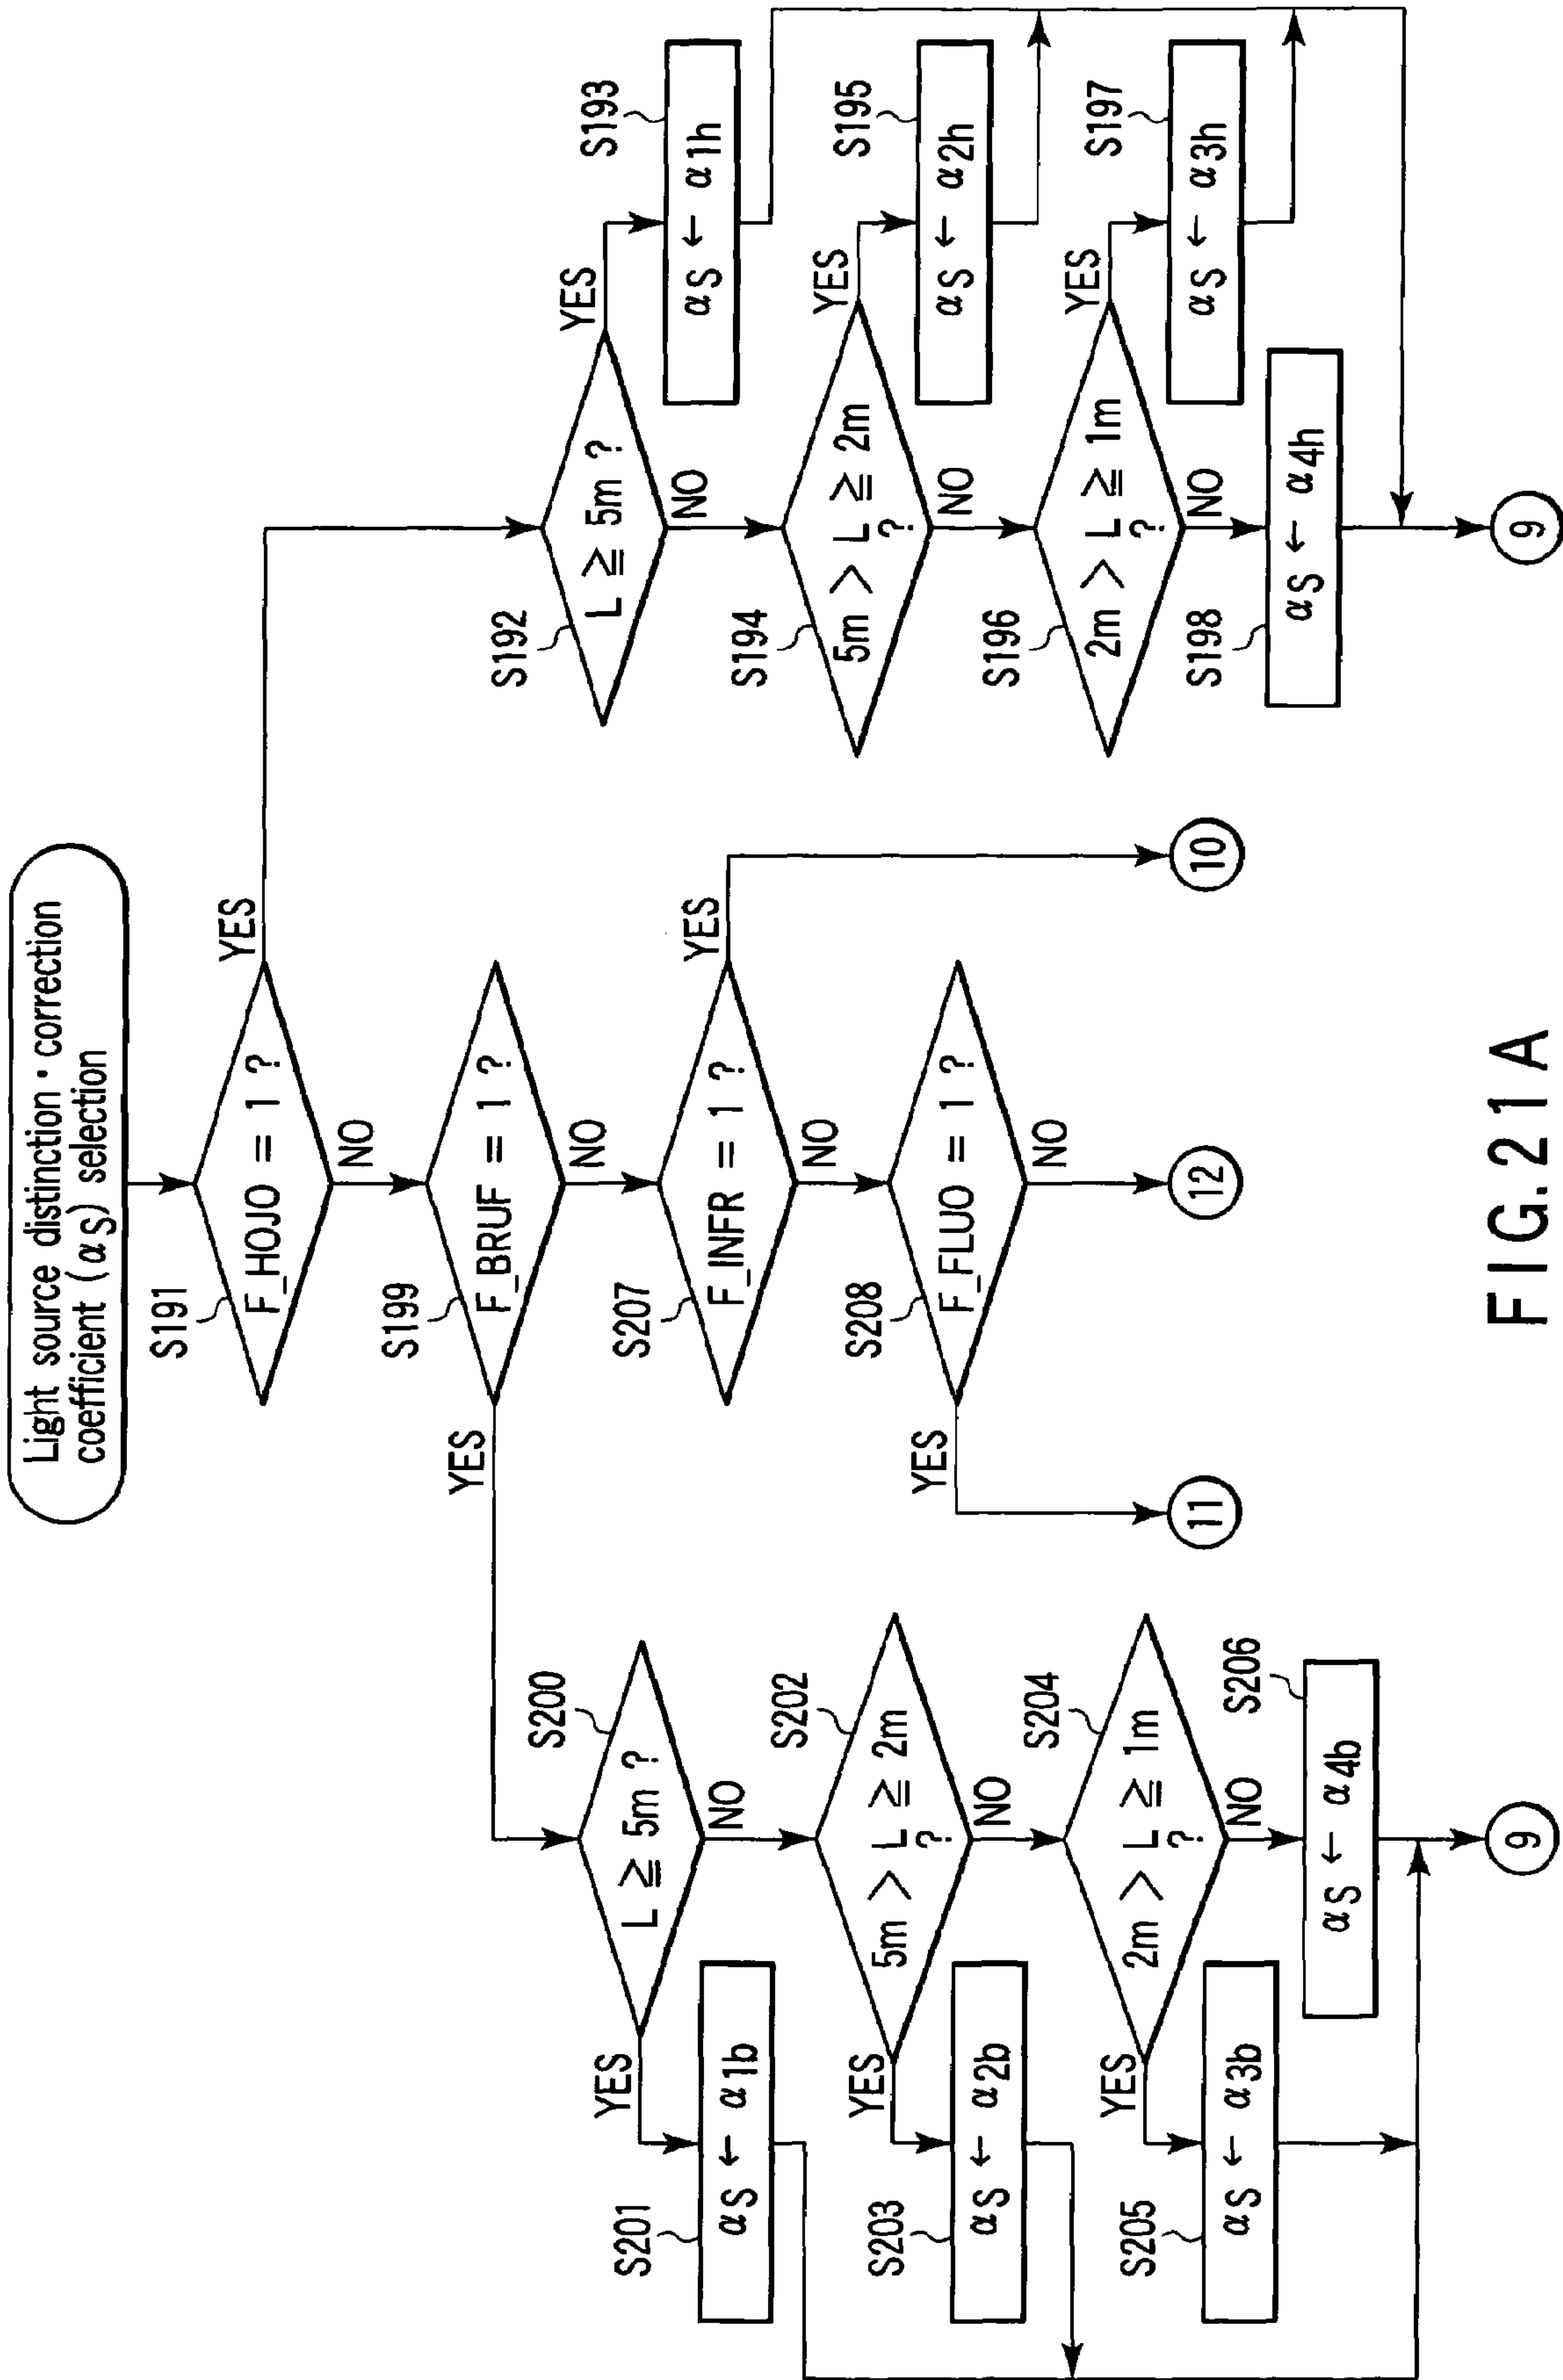 Light source distinction · correction
coefficient (αS) selection
S191
F_HOJO = 1 ?
YES
NO
S192
L ≧ 5m ?
YES
NO
S193
αS ← α1h
S194
5m > L ≧ 2m
?
YES
NO
S195
αS ← α2h
S196
2m > L ≧ 1m
?
YES
NO
S197
αS ← α3h
S198
αS ← α4h
9
S199
F_BRUF = 1 ?
YES
NO
S200
L ≧ 5m ?
YES
NO
S201
αS ← α1b
S202
5m > L ≧ 2m
?
YES
NO
S203
αS ← α2b
S204
2m > L ≧ 1m
?
YES
NO
S205
αS ← α3b
S206
αS ← α4b
9
S207
F_INFR = 1 ?
YES
NO
10
S208
F_FLUO = 1 ?
YES
NO
11
12
FIG. 21A